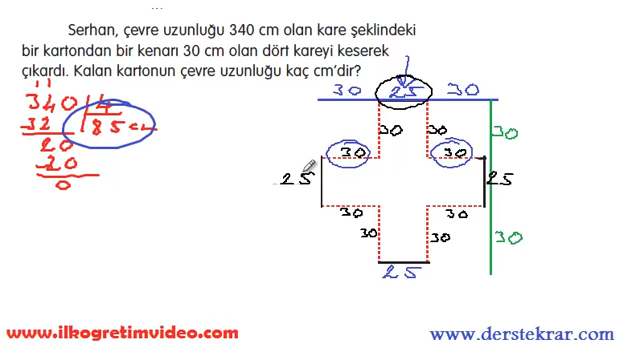 Serhan, çevre uzunluğu 340 cm olan kare şeklindeki
bir kartondan bir kenarı 30 cm olan dört kareyi keserek
çıkardı. Kalan kartonun çevre uzunluğu kaç cm'dir?
30 25 30
340 4
32 85 cm
20
-20
0
30 30 30
30 30
25 25
30 30
30 30 30
25
www.ilkogretimvideo.com
www.derstekrar.com